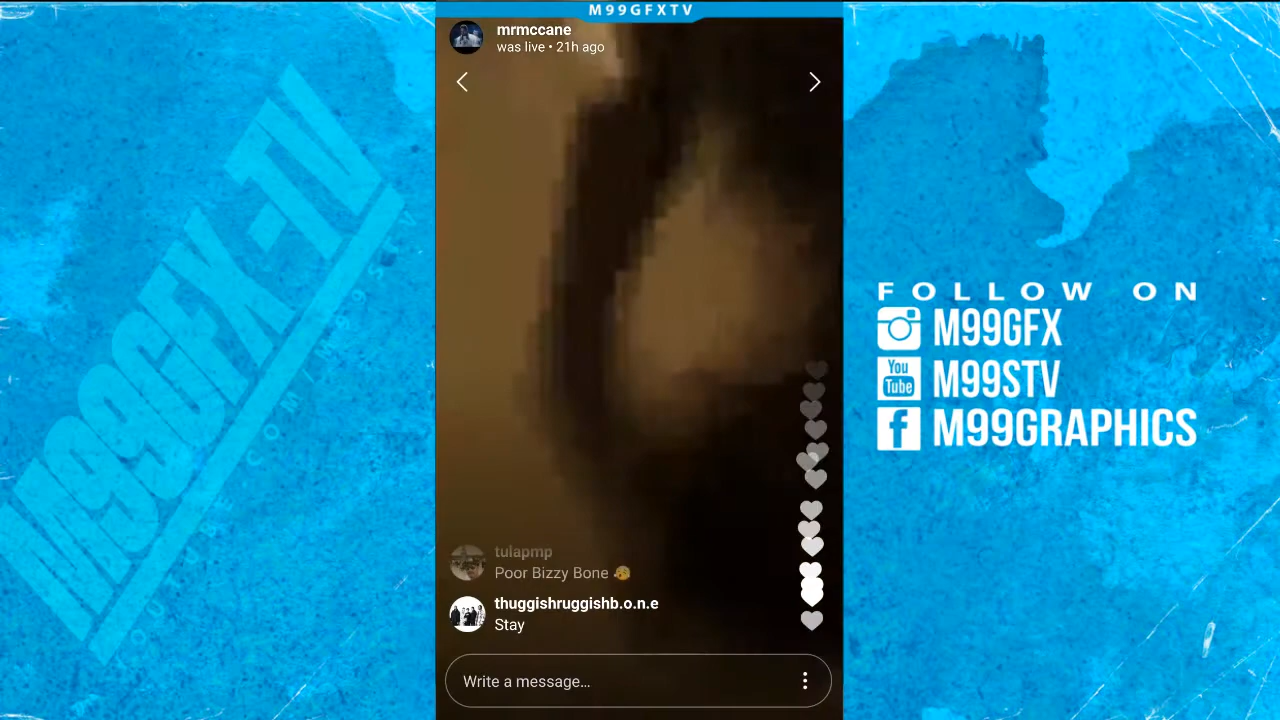 M99GFXTV
mrmccane
was live • 21h ago
tulapmp
Poor Bizzy Bone 😥
thuggishruggishb.o.n.e
Stay
Write a message...
M99GFX-TV
FOLLOW ON
M99GFX
You
Tube
M99STV
f
M99GRAPHICS